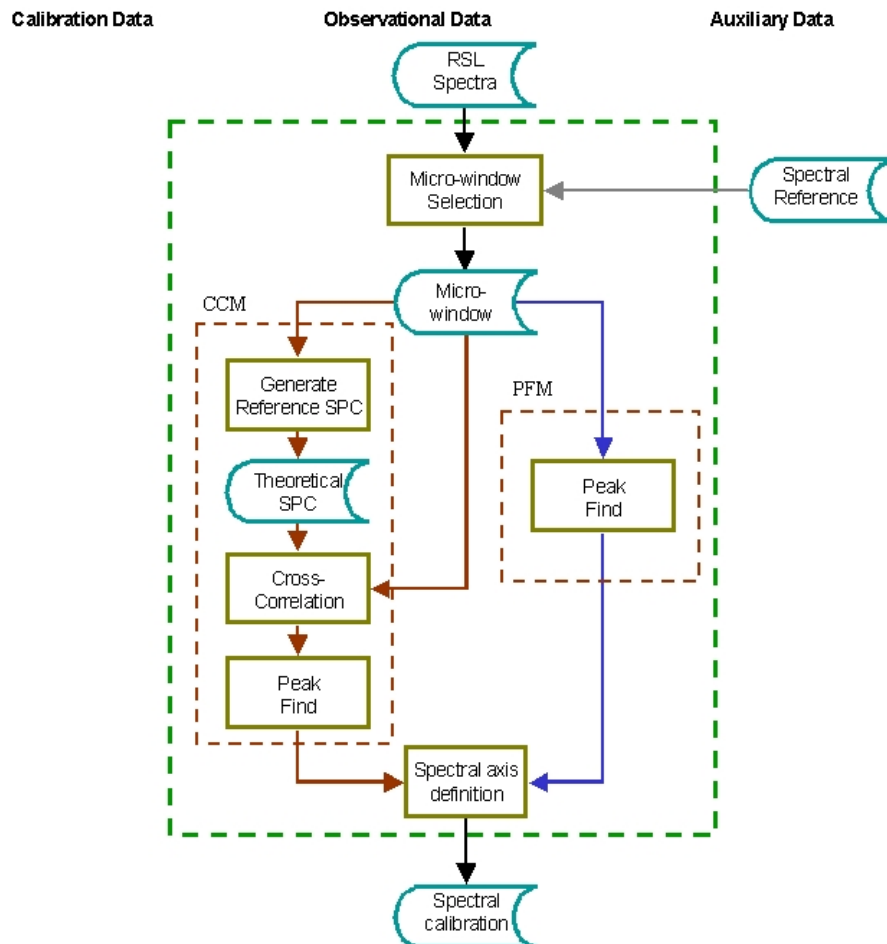 Calibration Data
Observational Data
Auxiliary Data
RSL
Spectra
Micro-window
Selection
Spectral
Reference
Micro-
window
CCM
Generate
Reference SPC
PFM
Theoretical
SPC
Peak
Find
Cross-
Correlation
Peak
Find
Spectral axis
definition
Spectral
calibration